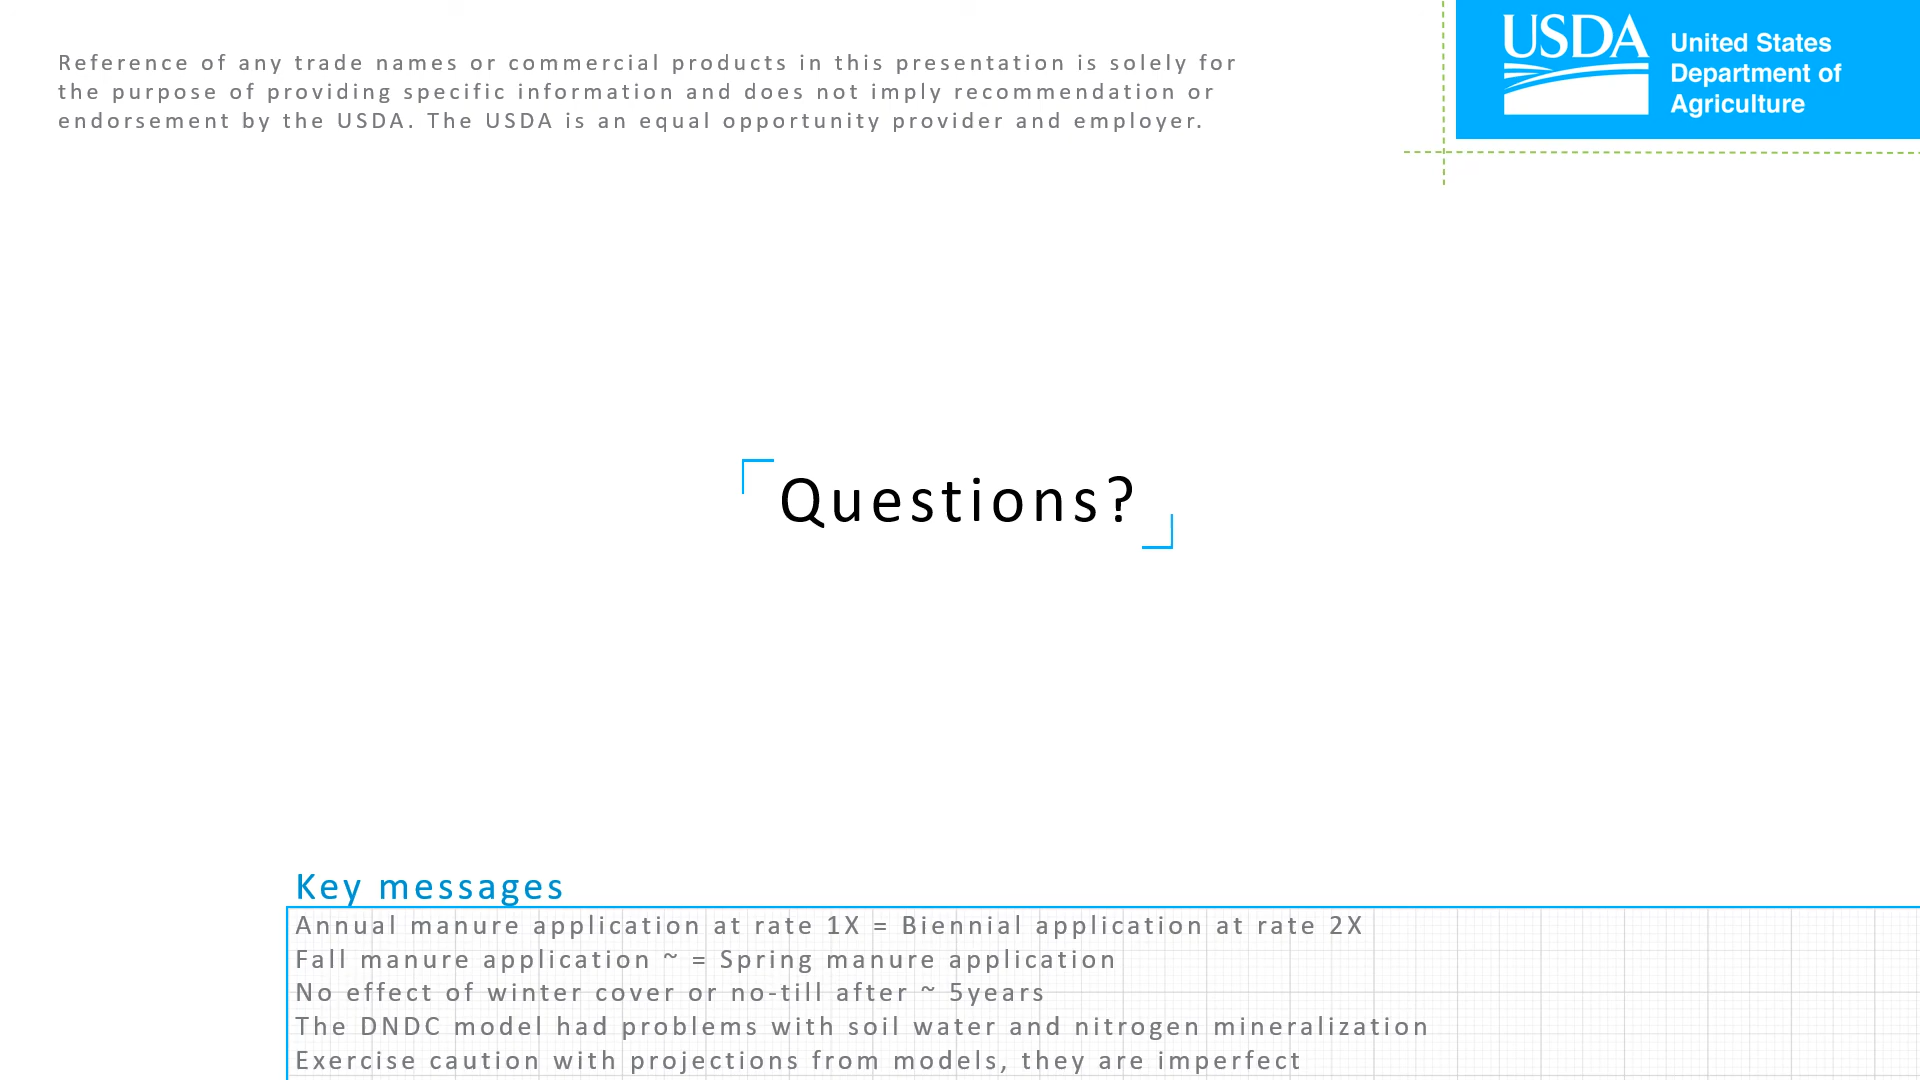 Reference of any trade names or commercial products in this presentation is solely for
the purpose of providing specific information and does not imply recommendation or
endorsement by the USDA. The USDA is an equal opportunity provider and employer.
USDA
United States
Department of
Agriculture
Questions?
Key messages
Annual manure application at rate 1X = Biennial application at rate 2X
Fall manure application ~ = Spring manure application
No effect of winter cover or no-till after ~ 5years
The DNDC model had problems with soil water and nitrogen mineralization
Exercise caution with projections from models, they are imperfect